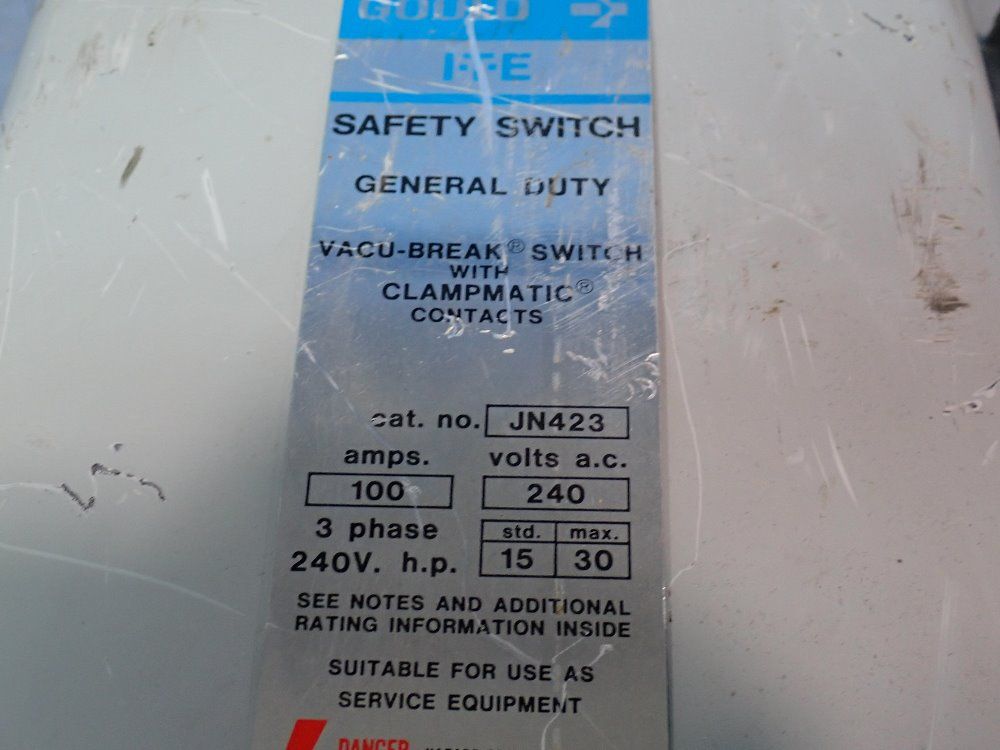 GOULD
I-T-E
SAFETY SWITCH
GENERAL DUTY
VACU-BREAK® SWITCH
WITH
CLAMPMATIC®
CONTACTS
cat. no. JN423
amps. volts a.c.
100 240
3 phase std. max.
240V. h.p. 15 30
SEE NOTES AND ADDITIONAL
RATING INFORMATION INSIDE
SUITABLE FOR USE AS
SERVICE EQUIPMENT
DANGER